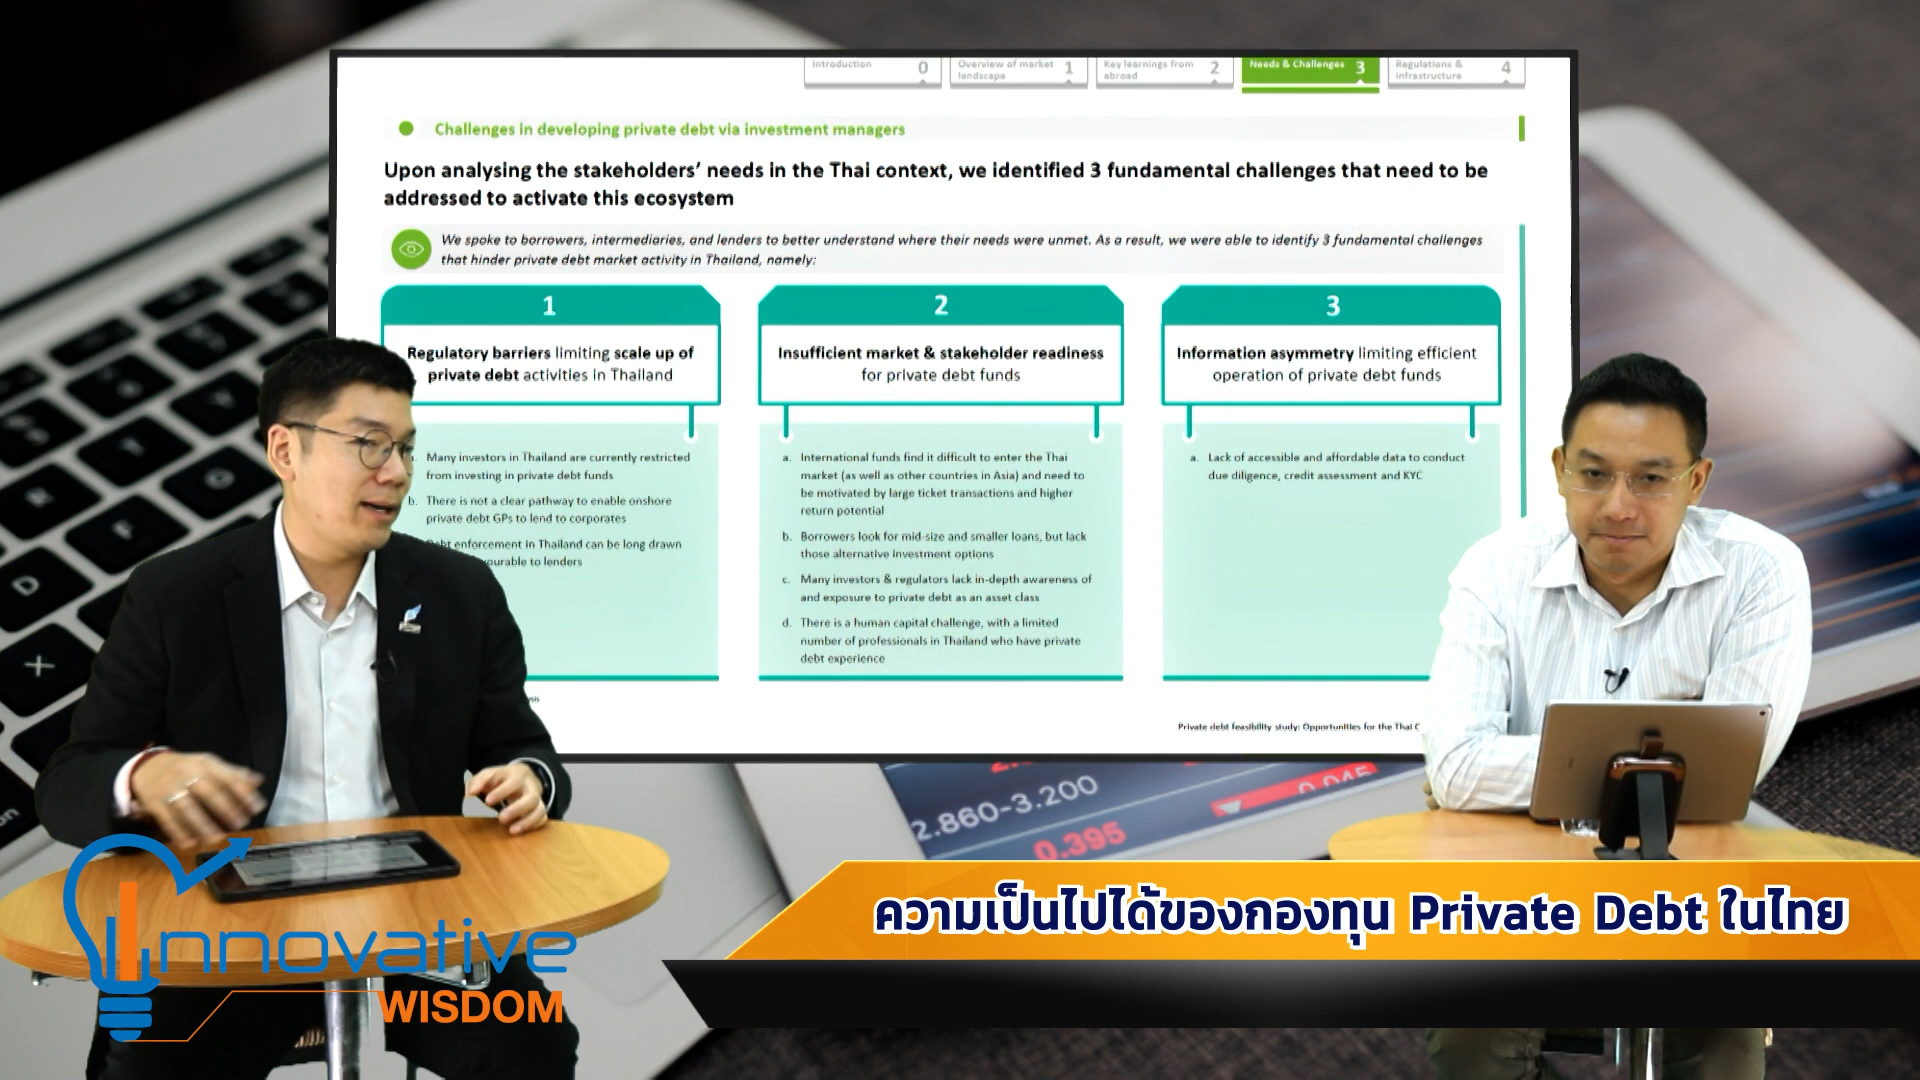 Introduction 0
Overview of market landscape 1
Key learnings from abroad 2
Needs & Challenges 3
Regulations & infrastructure 4
Challenges in developing private debt via investment managers
Upon analysing the stakeholders’ needs in the Thai context, we identified 3 fundamental challenges that need to be
addressed to activate this ecosystem
We spoke to borrowers, intermediaries, and lenders to better understand where their needs were unmet. As a result, we were able to identify 3 fundamental challenges
that hinder private debt market activity in Thailand, namely:
1
Regulatory barriers limiting scale up of
private debt activities in Thailand
Many investors in Thailand are currently restricted
from investing in private debt funds
b. There is not a clear pathway to enable onshore
private debt GPs to lend to corporates
enforcement in Thailand can be long drawn
to lenders
2
Insufficient market & stakeholder readiness
for private debt funds
a. International funds find it difficult to enter the Thai
market (as well as other countries in Asia) and need to
be motivated by large ticket transactions and higher
return potential
b. Borrowers look for mid-size and smaller loans, but lack
those alternative investment options
c. Many investors & regulators lack in-depth awareness of
and exposure to private debt as an asset class
d. There is a human capital challenge, with a limited
number of professionals in Thailand who have private
debt experience
3
Information asymmetry limiting efficient
operation of private debt funds
a. Lack of accessible and affordable data to conduct
due diligence, credit assessment and KYC
Private debt feasibility study: Opportunities for the Thai
2.860-3.200
0.395
0.045
Innovative
WISDOM
ความเป็นไปได้ของกองทุน Private Debt ในไทย